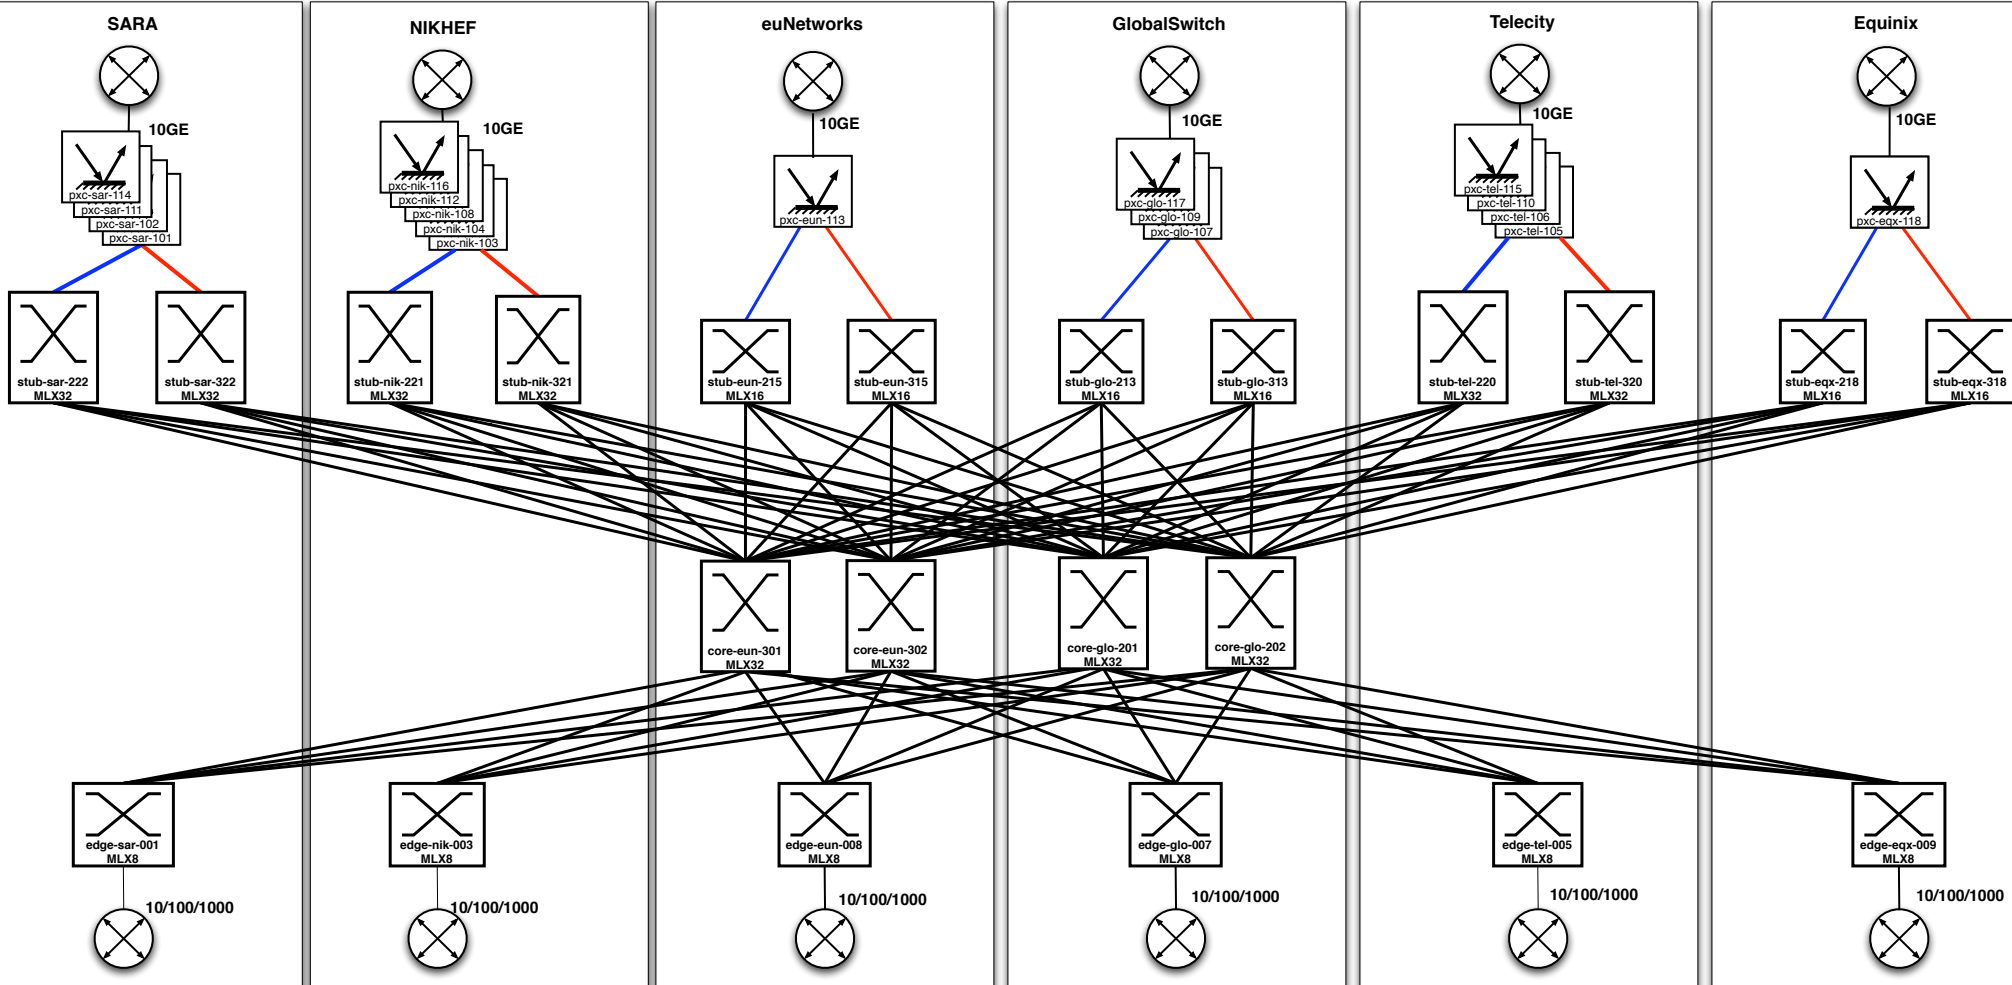 SARA
NIKHEF
euNetworks
GlobalSwitch
Telecity
Equinix
10GE
10GE
10GE
10GE
10GE
10GE
pxc-sar-114
pxc-sar-111
pxc-sar-102
pxc-sar-101
pxc-nik-116
pxc-nik-112
pxc-nik-108
pxc-nik-104
pxc-nik-103
pxc-eun-113
pxc-glo-117
pxc-glo-109
pxc-glo-107
pxc-tel-115
pxc-tel-110
pxc-tel-106
pxc-tel-105
pxc-eqx-118
stub-sar-222
MLX32
stub-sar-322
MLX32
stub-nik-221
MLX32
stub-nik-321
MLX32
stub-eun-215
MLX16
stub-eun-315
MLX16
stub-glo-213
MLX16
stub-glo-313
MLX16
stub-tel-220
MLX32
stub-tel-320
MLX32
stub-eqx-218
MLX16
stub-eqx-318
MLX16
core-eun-301
MLX32
core-eun-302
MLX32
core-glo-201
MLX32
core-glo-202
MLX32
edge-sar-001
MLX8
edge-nik-003
MLX8
edge-eun-008
MLX8
edge-glo-007
MLX8
edge-tel-005
MLX8
edge-eqx-009
MLX8
10/100/1000
10/100/1000
10/100/1000
10/100/1000
10/100/1000
10/100/1000